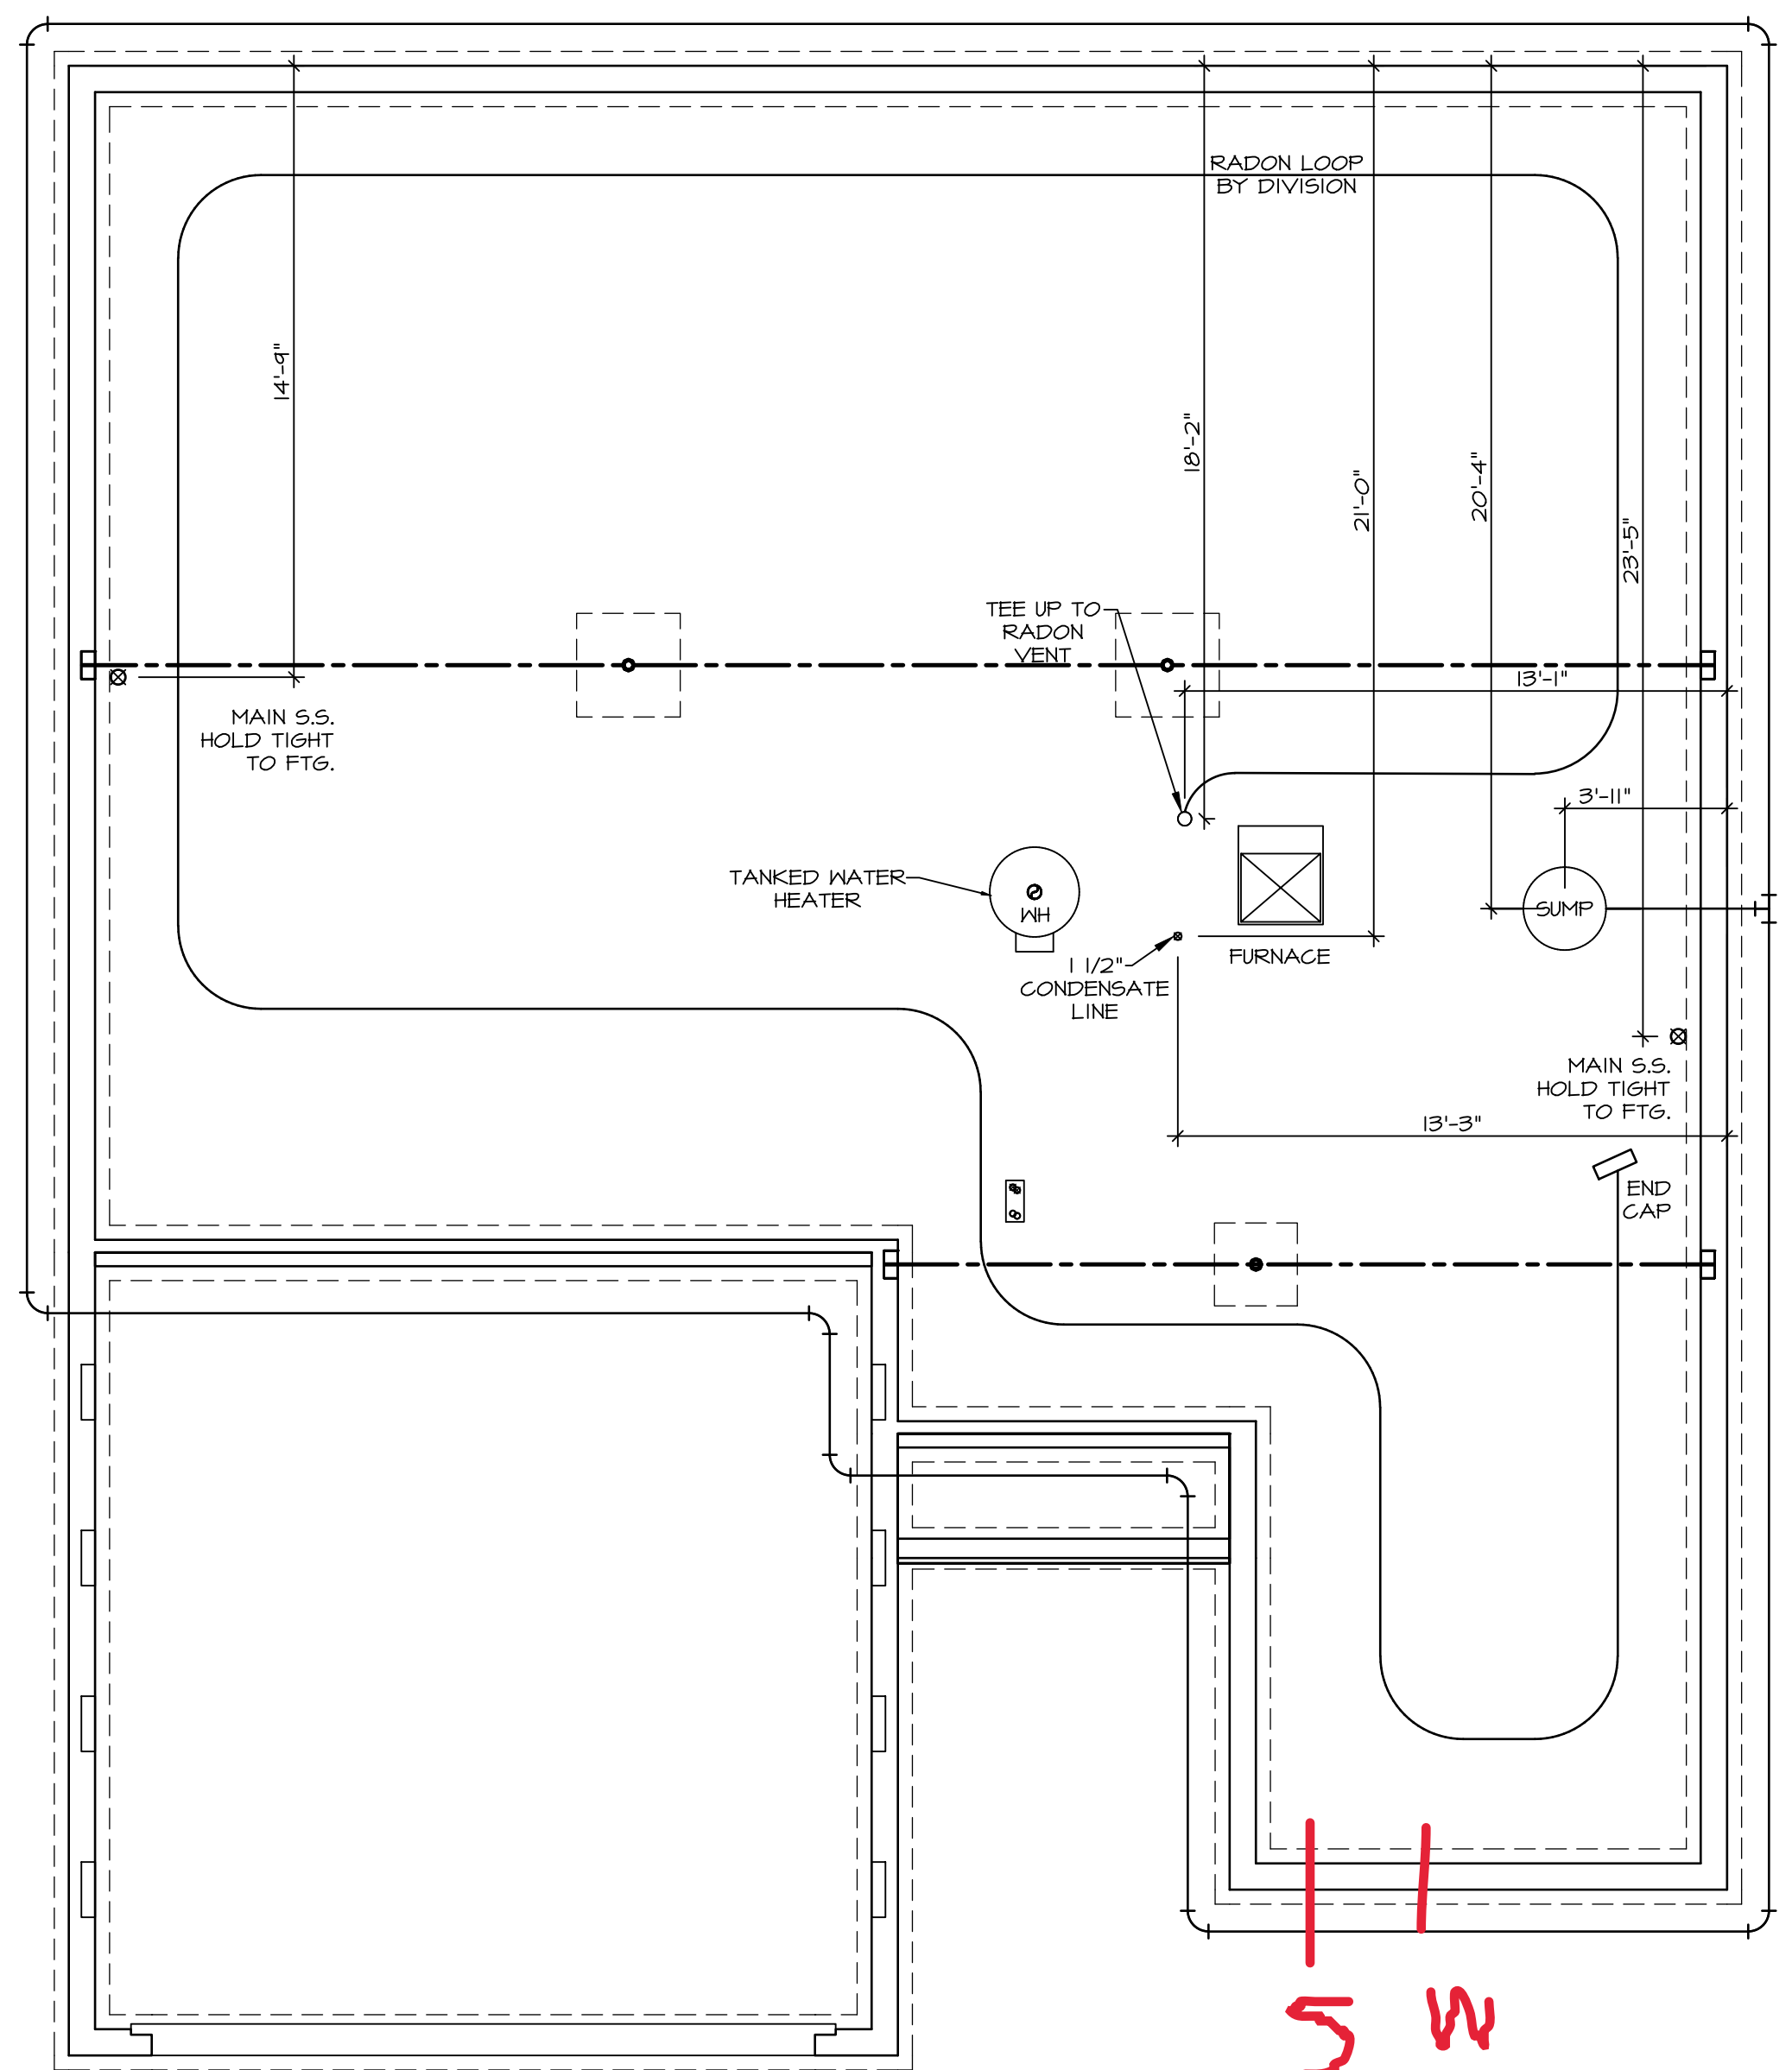 RADON LOOP
BY DIVISION
14'-9"
18'-2"
21'-0"
20'-4"
23'-5"
TEE UP TO
RADON
VENT
13'-1"
MAIN S.S.
HOLD TIGHT
TO FTG.
3'-11"
TANKED WATER
HEATER
WH
SUMP
FURNACE
1 1/2"
CONDENSATE
LINE
MAIN S.S.
HOLD TIGHT
TO FTG.
13'-3"
END
CAP
S W